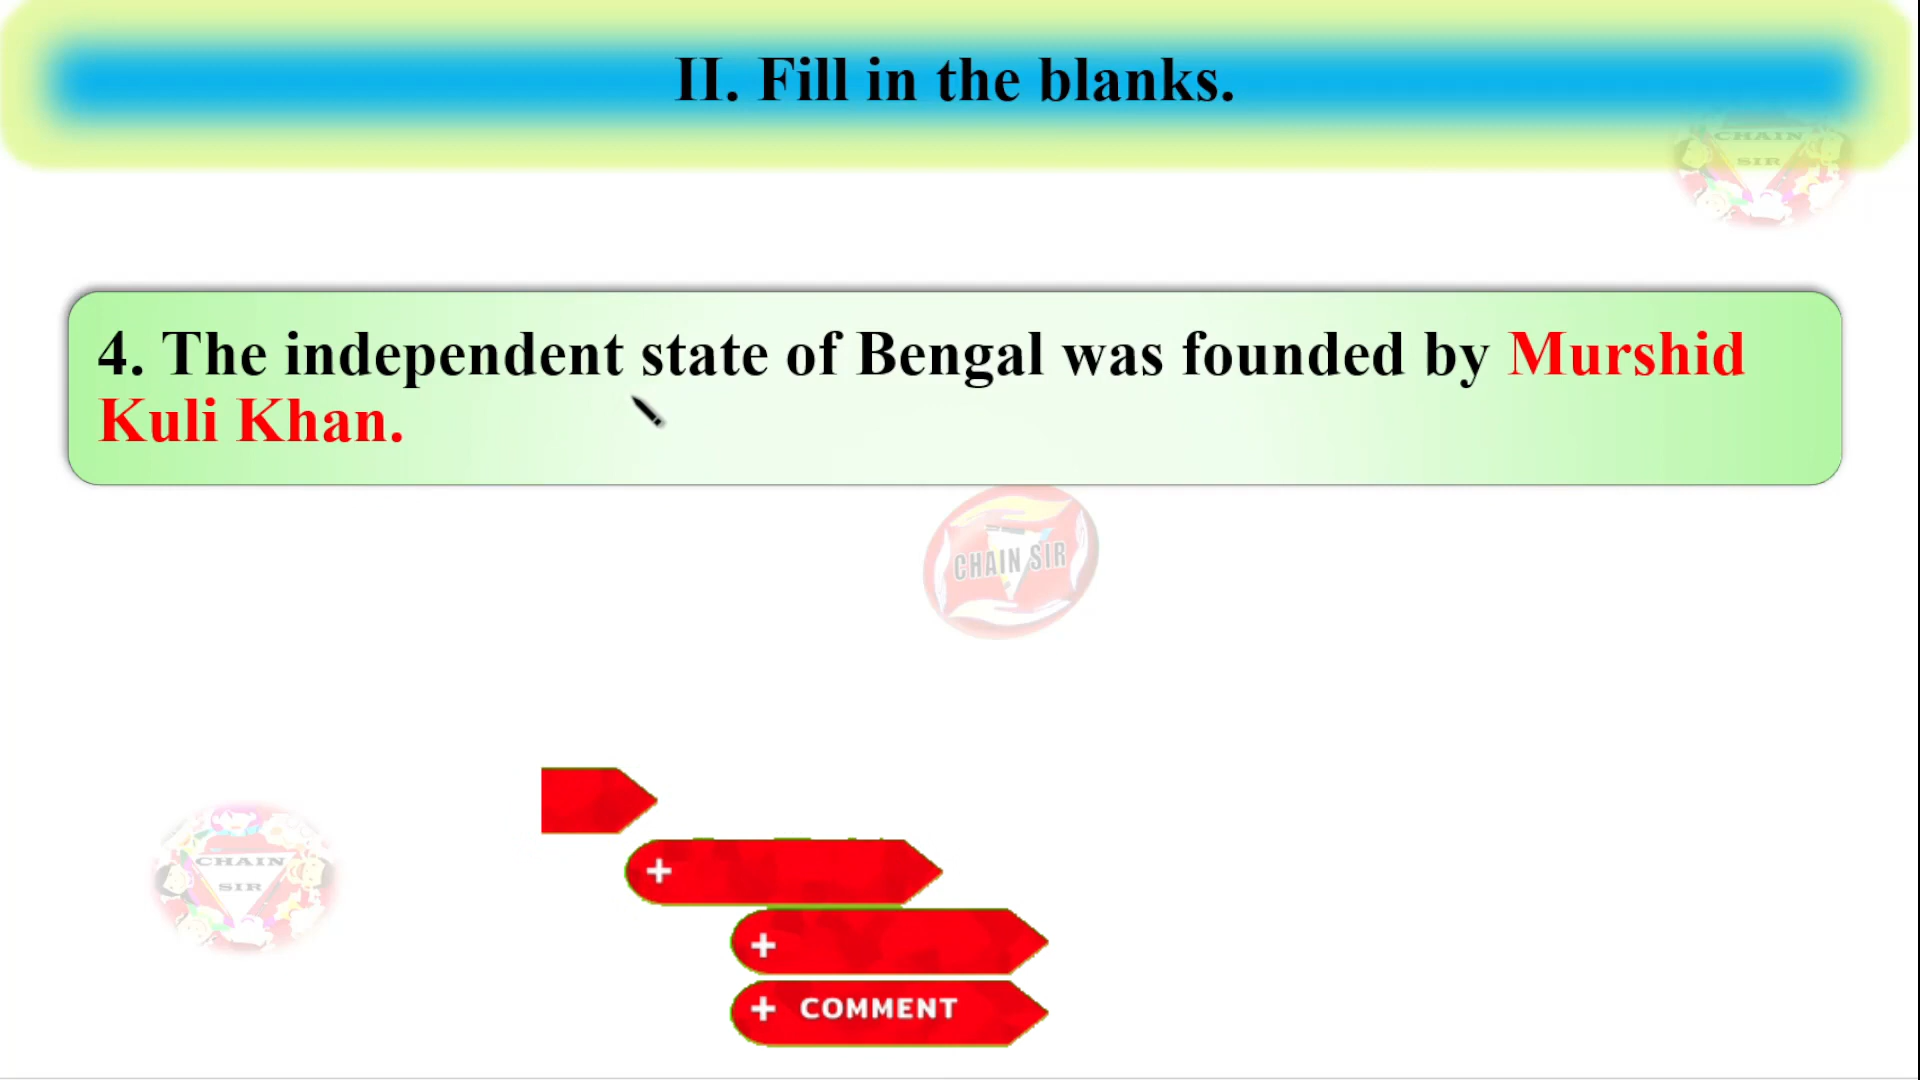 II. Fill in the blanks.
CHAIN
SIR
4. The independent state of Bengal was founded by Murshid
Kuli Khan.
CHAIN SIR
CHAIN
SIR
+
+
+ COMMENT